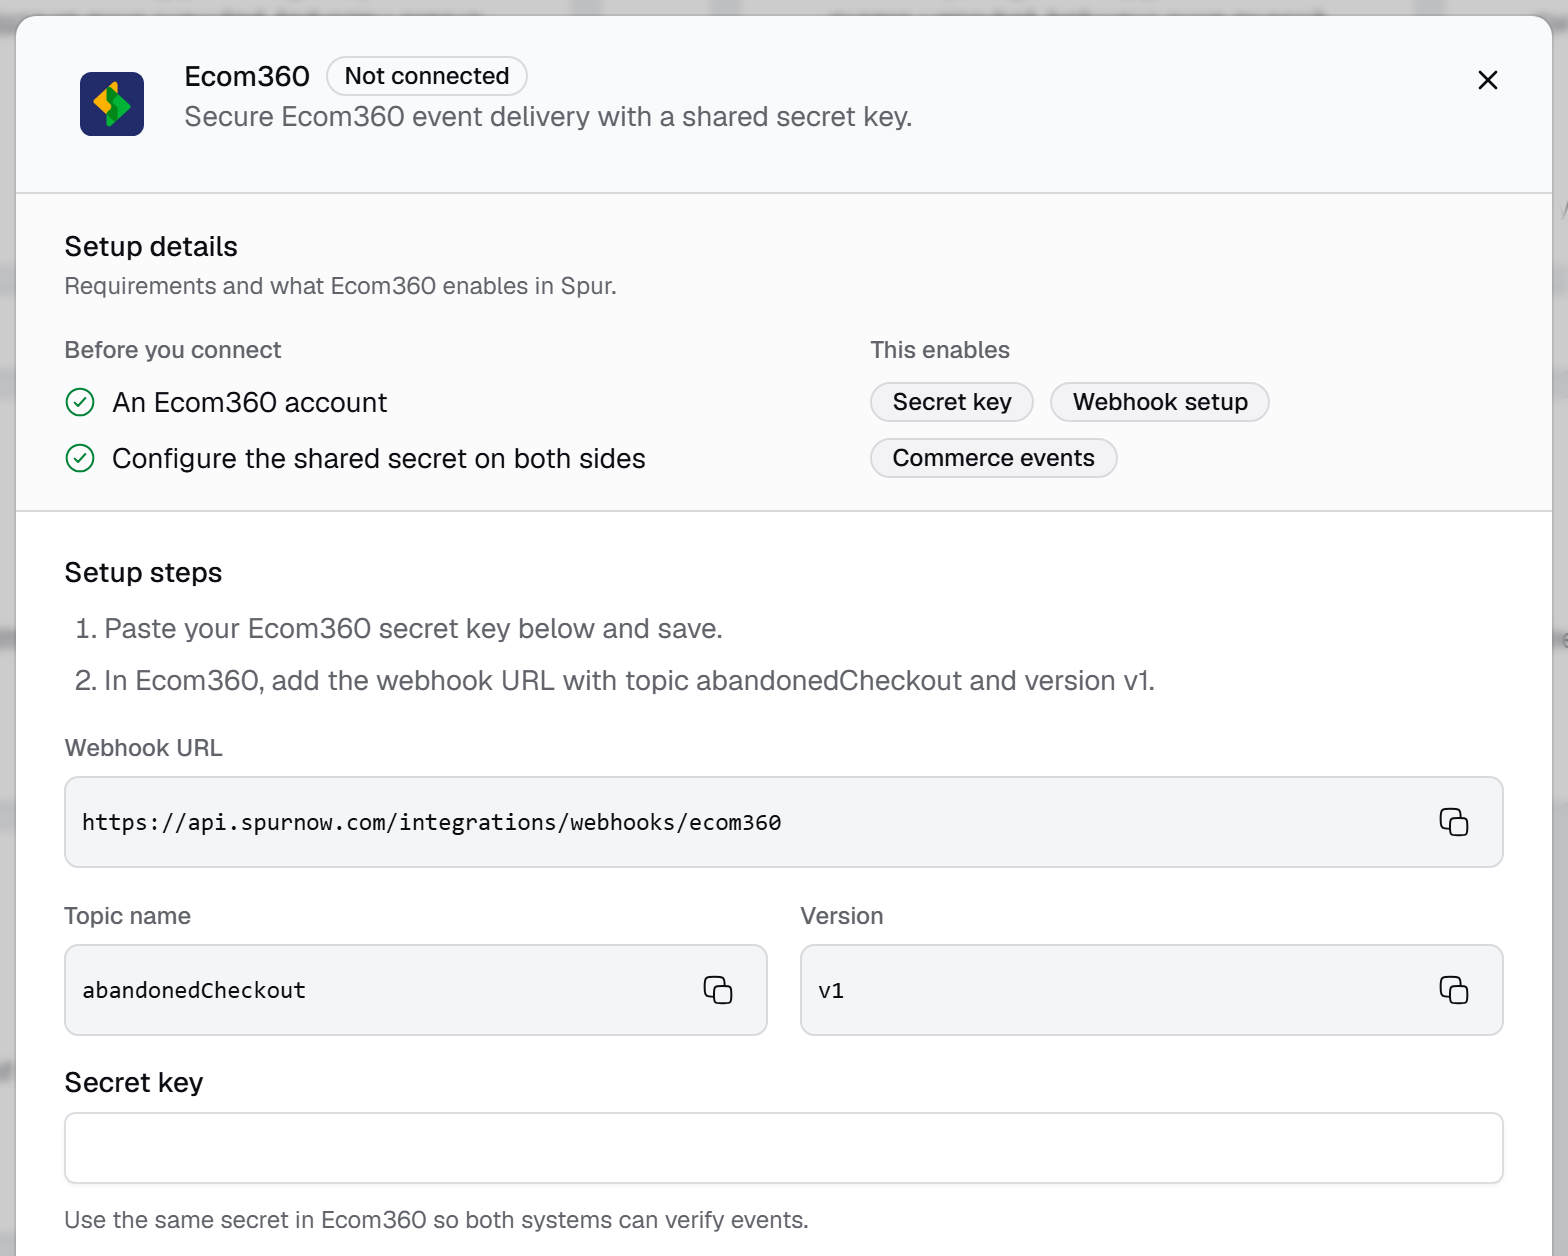 Ecom360 Not connected
Secure Ecom360 event delivery with a shared secret key.
Setup details
Requirements and what Ecom360 enables in Spur.
Before you connect
An Ecom360 account
Configure the shared secret on both sides
This enables
Secret key Webhook setup
Commerce events
Setup steps
1. Paste your Ecom360 secret key below and save.
2. In Ecom360, add the webhook URL with topic abandonedCheckout and version v1.
Webhook URL
https://api.spurnow.com/integrations/webhooks/ecom360
Topic name
abandonedCheckout
Version
v1
Secret key
Use the same secret in Ecom360 so both systems can verify events.